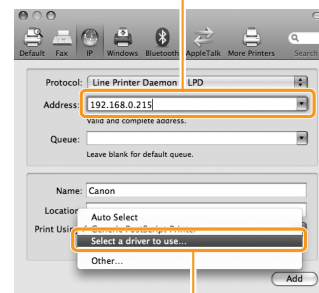 Default Fax IP Windows Bluetooth AppleTalk More Printers Search
Protocol: Line Printer Daemon LPD
Address: 192.168.0.215
Valid and complete address.
Queue:
Leave blank for default queue.
Name: Canon
Location
Auto Select
Print Using
Generic PostScript Printer
Select a driver to use...
Other...
Add